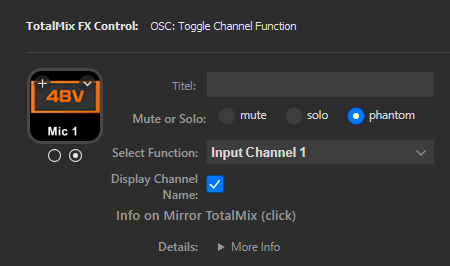 TotalMix FX Control: OSC: Toggle Channel Function
48V
Mic 1
Titel:
Mute or Solo: mute solo phantom
Select Function: Input Channel 1
Display Channel
Name:
Info on Mirror TotalMix (click)
Details: ▶ More Info